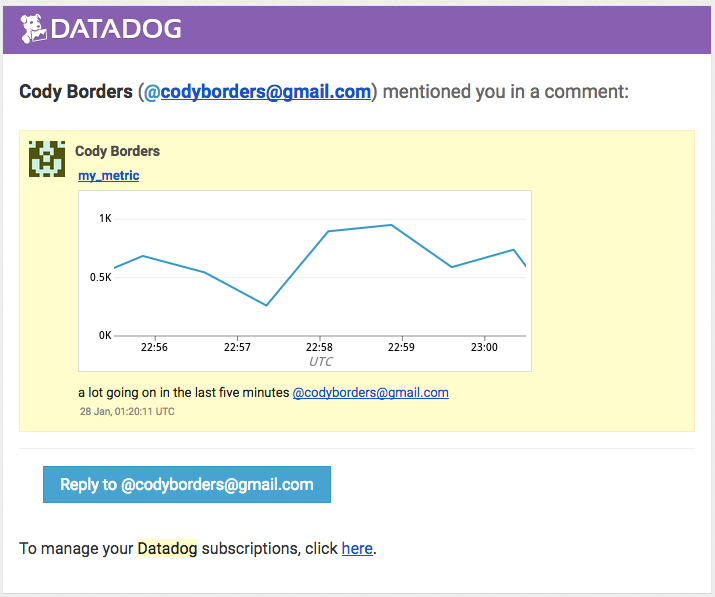 DATADOG
Cody Borders (@codyborders@gmail.com) mentioned you in a comment:
Cody Borders
my_metric
1K
0.5K
0K
22:56 22:57 22:58 22:59 23:00
UTC
a lot going on in the last five minutes @codyborders@gmail.com
28 Jan, 01:20:11 UTC
Reply to @codyborders@gmail.com
To manage your Datadog subscriptions, click here.